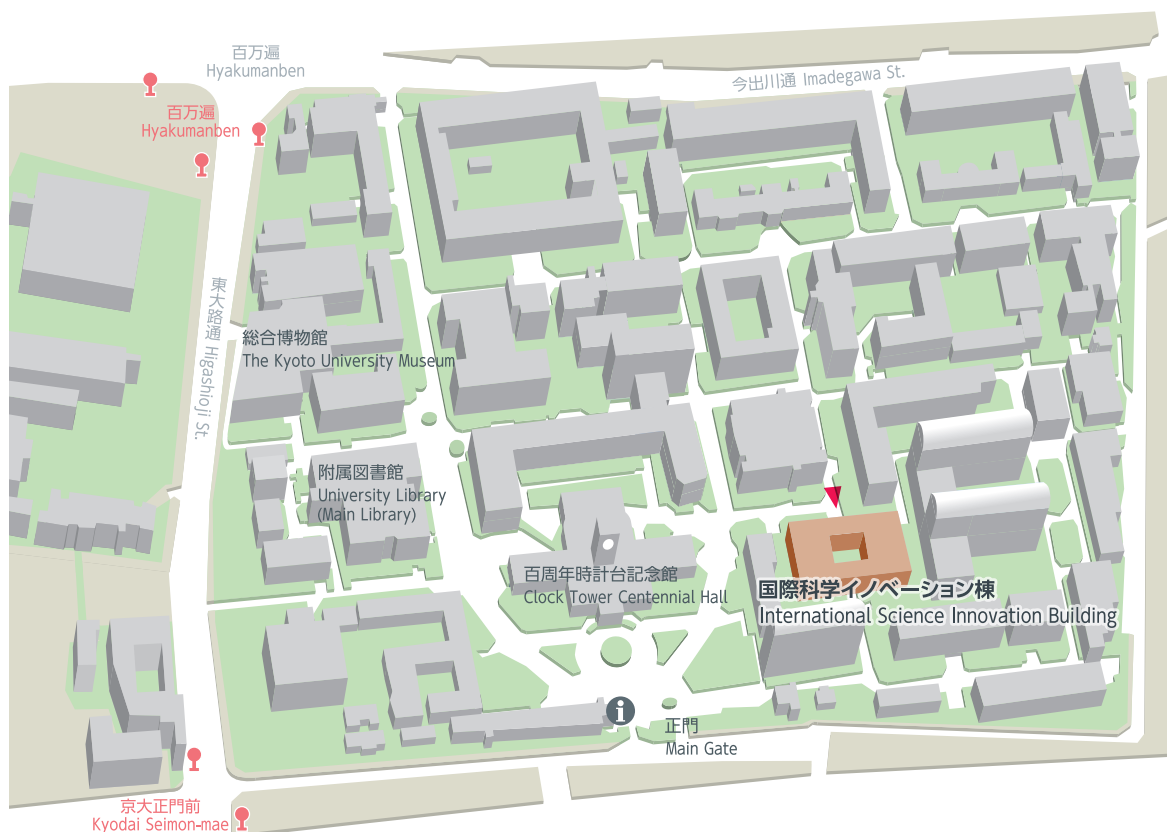 百万遍
Hyakumanben
今出川通 Imadegawa St.
百万遍
Hyakumanben
東大路通 Higashioji St.
総合博物館
The Kyoto University Museum
附属図書館
University Library
(Main Library)
百周年時計台記念館
Clock Tower Centennial Hall
国際科学イノベーション棟
International Science Innovation Building
i
正門
Main Gate
京大正門前
Kyodai Seimon-mae